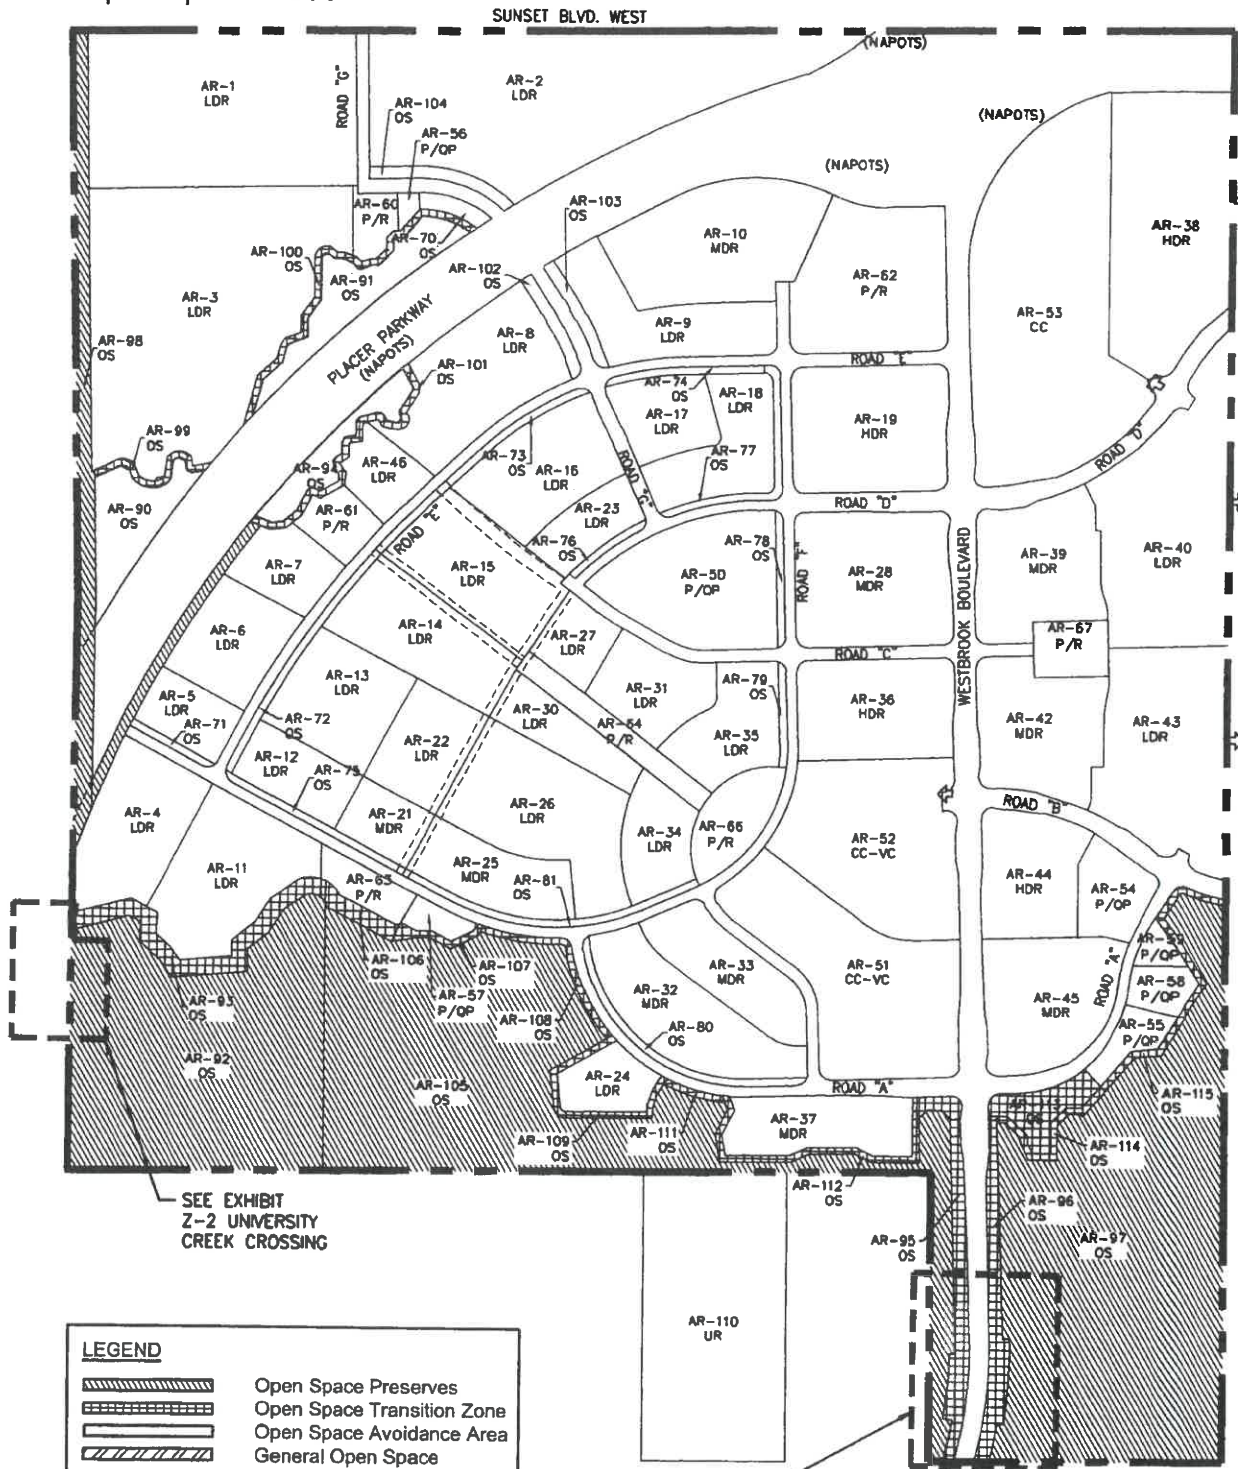 SUNSET BLVD. WEST
(NAPOTS)
AR-1
LDR
ROAD "G"
AR-2
LDR
AR-104
OS
AR-56
P/QP
(NAPOTS)
(NAPOTS)
AR-60
P/R
AR-103
OS
AR-70
OS
AR-10
MDR
AR-38
HDR
AR-100
OS
AR-91
OS
AR-102
OS
AR-62
P/R
AR-3
LDR
AR-53
CC
AR-98
OS
PLACER PARKWAY
(NAPOTS)
AR-8
LDR
AR-9
LDR
AR-101
OS
ROAD "E"
AR-74
OS
AR-18
LDR
AR-17
LDR
AR-19
HDR
AR-99
OS
AR-73
OS
AR-16
LDR
ROAD "G"
AR-77
OS
ROAD "D"
AR-94
OS
AR-46
LDR
AR-90
OS
AR-61
P/R
ROAD "E"
AR-23
LDR
ROAD "D"
AR-76
OS
AR-78
OS
AR-7
LDR
AR-15
LDR
AR-50
P/QP
ROAD "F"
AR-28
MDR
WESTBROOK BOULEVARD
AR-39
MDR
AR-40
LDR
AR-6
LDR
AR-14
LDR
AR-27
LDR
ROAD "C"
AR-67
P/R
AR-5
LDR
AR-13
LDR
AR-31
LDR
AR-79
OS
AR-36
HDR
AR-71
OS
AR-72
OS
AR-30
LDR
AR-64
P/R
AR-42
MDR
AR-43
LDR
AR-22
LDR
AR-35
LDR
AR-12
LDR
AR-75
OS
AR-4
LDR
AR-21
MDR
AR-26
LDR
AR-34
LDR
AR-66
P/R
AR-52
CC-VC
ROAD "B"
AR-11
LDR
AR-63
P/R
AR-25
MDR
AR-81
OS
AR-44
HDR
AR-54
P/QP
AR-106
OS
AR-107
OS
AR-33
MDR
AR-51
CC-VC
AR-59
P/QP
AR-93
OS
AR-57
P/QP
AR-32
MDR
AR-45
MDR
ROAD "A"
AR-58
P/QP
AR-108
OS
AR-80
OS
AR-55
P/QP
AR-92
OS
AR-105
OS
AR-24
LDR
ROAD "A"
AR-115
OS
AR-109
OS
AR-111
OS
AR-37
MDR
AR-114
OS
AR-112
OS
SEE EXHIBIT
Z-2 UNIVERSITY
CREEK CROSSING
AR-96
OS
AR-95
OS
AR-97
OS
AR-110
UR
LEGEND
Open Space Preserves
Open Space Transition Zone
Open Space Avoidance Area
General Open Space